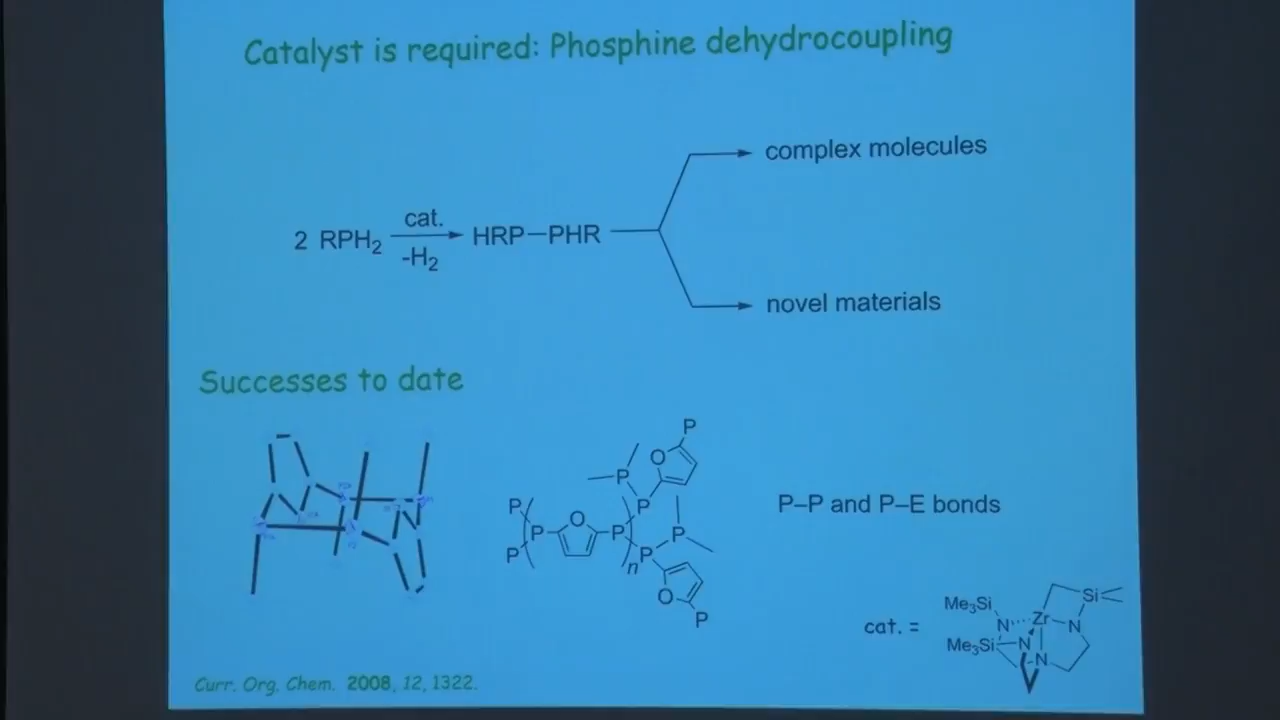 Catalyst is required: Phosphine dehydrocoupling
complex molecules
2 RPH₂
cat.
-H₂
HRP–PHR
novel materials
Successes to date
P
P
O
P
P
P
O
P
n
P
P
P
O
P
P–P and P–E bonds
cat. =
Me₃Si
Si
N
Zr
N
Me₃Si
N
N
Curr. Org. Chem. 2008, 12, 1322.